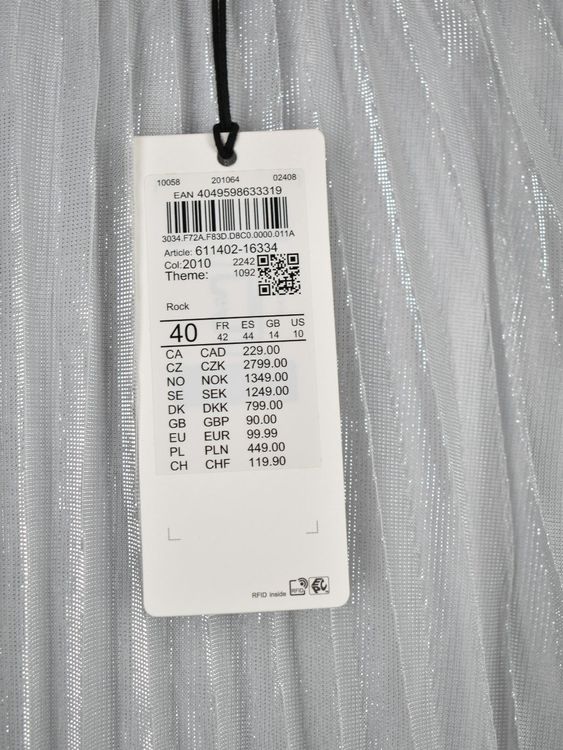 10058 201064 02408
EAN 4049598633319
3034.F72A.F83D.D8C0.0000.011A
Article: 611402-16334
Col:2010 2242
Theme: 1092
Rock
40 FR 42 ES 44 GB 14 US 10
CA CAD 229.00
CZ CZK 2799.00
NO NOK 1349.00
SE SEK 1249.00
DK DKK 799.00
GB GBP 90.00
EU EUR 99.99
PL PLN 449.00
CH CHF 119.90
RFID inside RFID